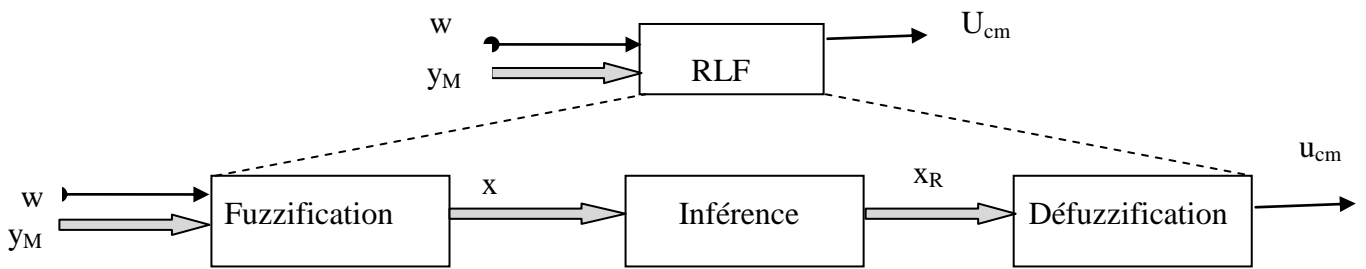 w
U_cm
y_M
RLF
u_cm
w
x
x_R
Fuzzification
Inférence
Défuzzification
y_M